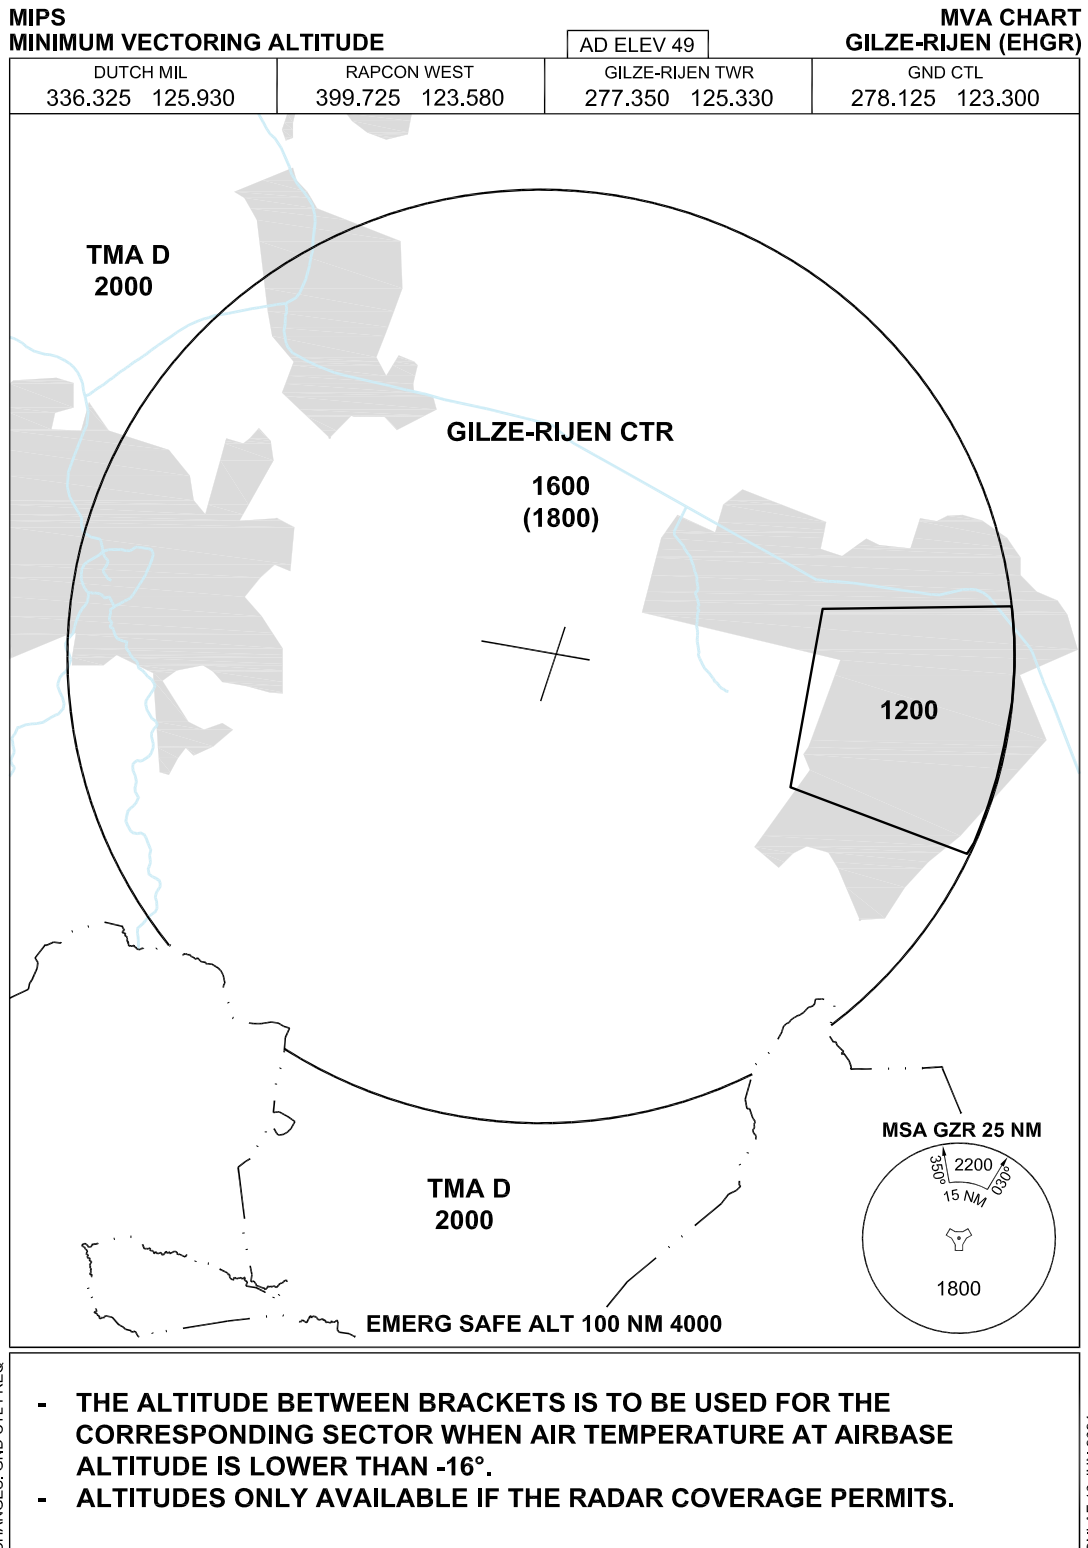 MIPS
MINIMUM VECTORING ALTITUDE
AD ELEV 49
MVA CHART
GILZE-RIJEN (EHGR)
DUTCH MIL
336.325 125.930
RAPCON WEST
399.725 123.580
GILZE-RIJEN TWR
277.350 125.330
GND CTL
278.125 123.300
TMA D
2000
GILZE-RIJEN CTR
1600
(1800)
1200
MSA GZR 25 NM
350°
2200
030°
15 NM
1800
TMA D
2000
EMERG SAFE ALT 100 NM 4000
- THE ALTITUDE BETWEEN BRACKETS IS TO BE USED FOR THE
CORRESPONDING SECTOR WHEN AIR TEMPERATURE AT AIRBASE
ALTITUDE IS LOWER THAN -16°.
- ALTITUDES ONLY AVAILABLE IF THE RADAR COVERAGE PERMITS.